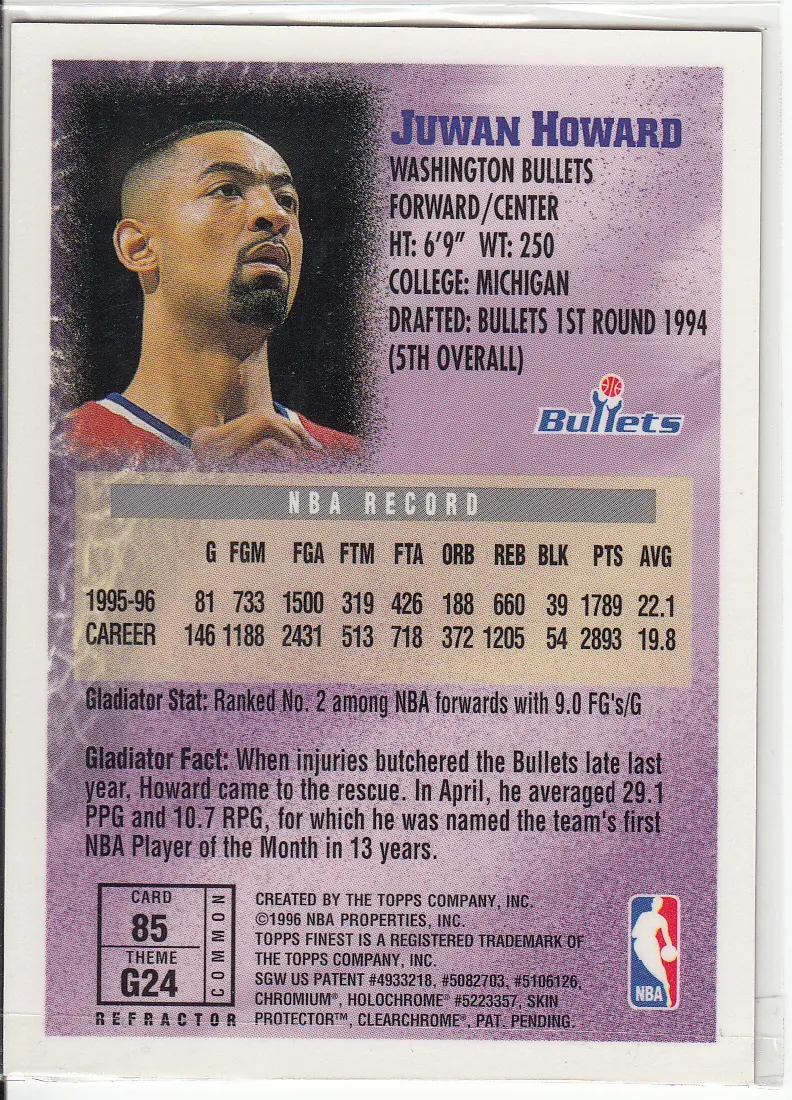 JUWAN HOWARD
WASHINGTON BULLETS
FORWARD/CENTER
HT: 6'9" WT: 250
COLLEGE: MICHIGAN
DRAFTED: BULLETS 1ST ROUND 1994
(5TH OVERALL)
Bullets
NBA RECORD
G FGM FGA FTM FTA ORB REB BLK PTS AVG
1995-96 81 733 1500 319 426 188 660 39 1789 22.1
CAREER 146 1188 2431 513 718 372 1205 54 2893 19.8
Gladiator Stat: Ranked No. 2 among NBA forwards with 9.0 FG's/G
Gladiator Fact: When injuries butchered the Bullets late last
year, Howard came to the rescue. In April, he averaged 29.1
PPG and 10.7 RPG, for which he was named the team's first
NBA Player of the Month in 13 years.
CARD
85
THEME
G24
COMMON
REFRACTOR
CREATED BY THE TOPPS COMPANY, INC.
©1996 NBA PROPERTIES, INC.
TOPPS FINEST IS A REGISTERED TRADEMARK OF
THE TOPPS COMPANY, INC.
SGW US PATENT #4933218, #5082703, #5106126,
CHROMIUM®, HOLOCHROME® #5223357, SKIN
PROTECTOR™, CLEARCHROME®, PAT. PENDING.
NBA